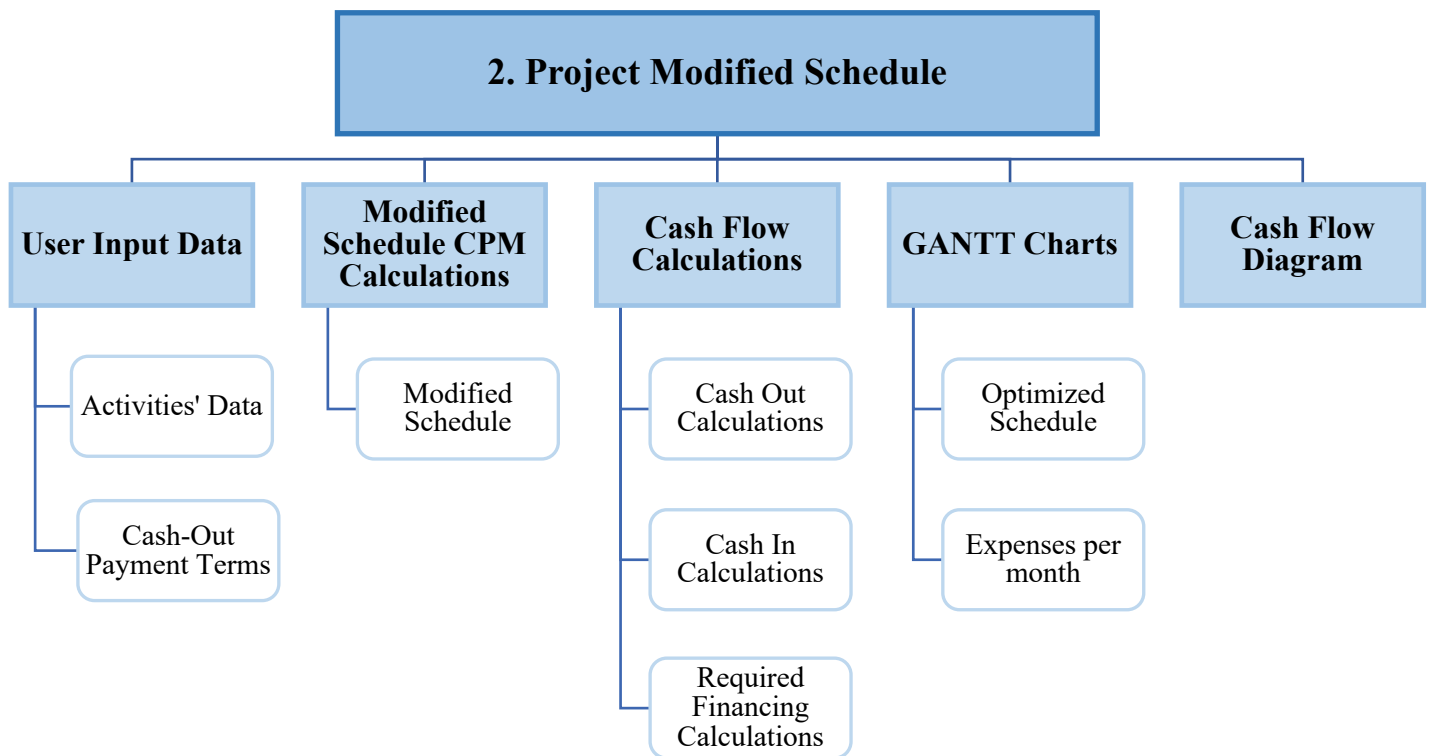 2. Project Modified Schedule
User Input Data
Modified
Schedule CPM
Calculations
Cash Flow
Calculations
GANTT Charts
Cash Flow
Diagram
Activities' Data
Cash-Out
Payment Terms
Modified
Schedule
Cash Out
Calculations
Cash In
Calculations
Required
Financing
Calculations
Optimized
Schedule
Expenses per
month